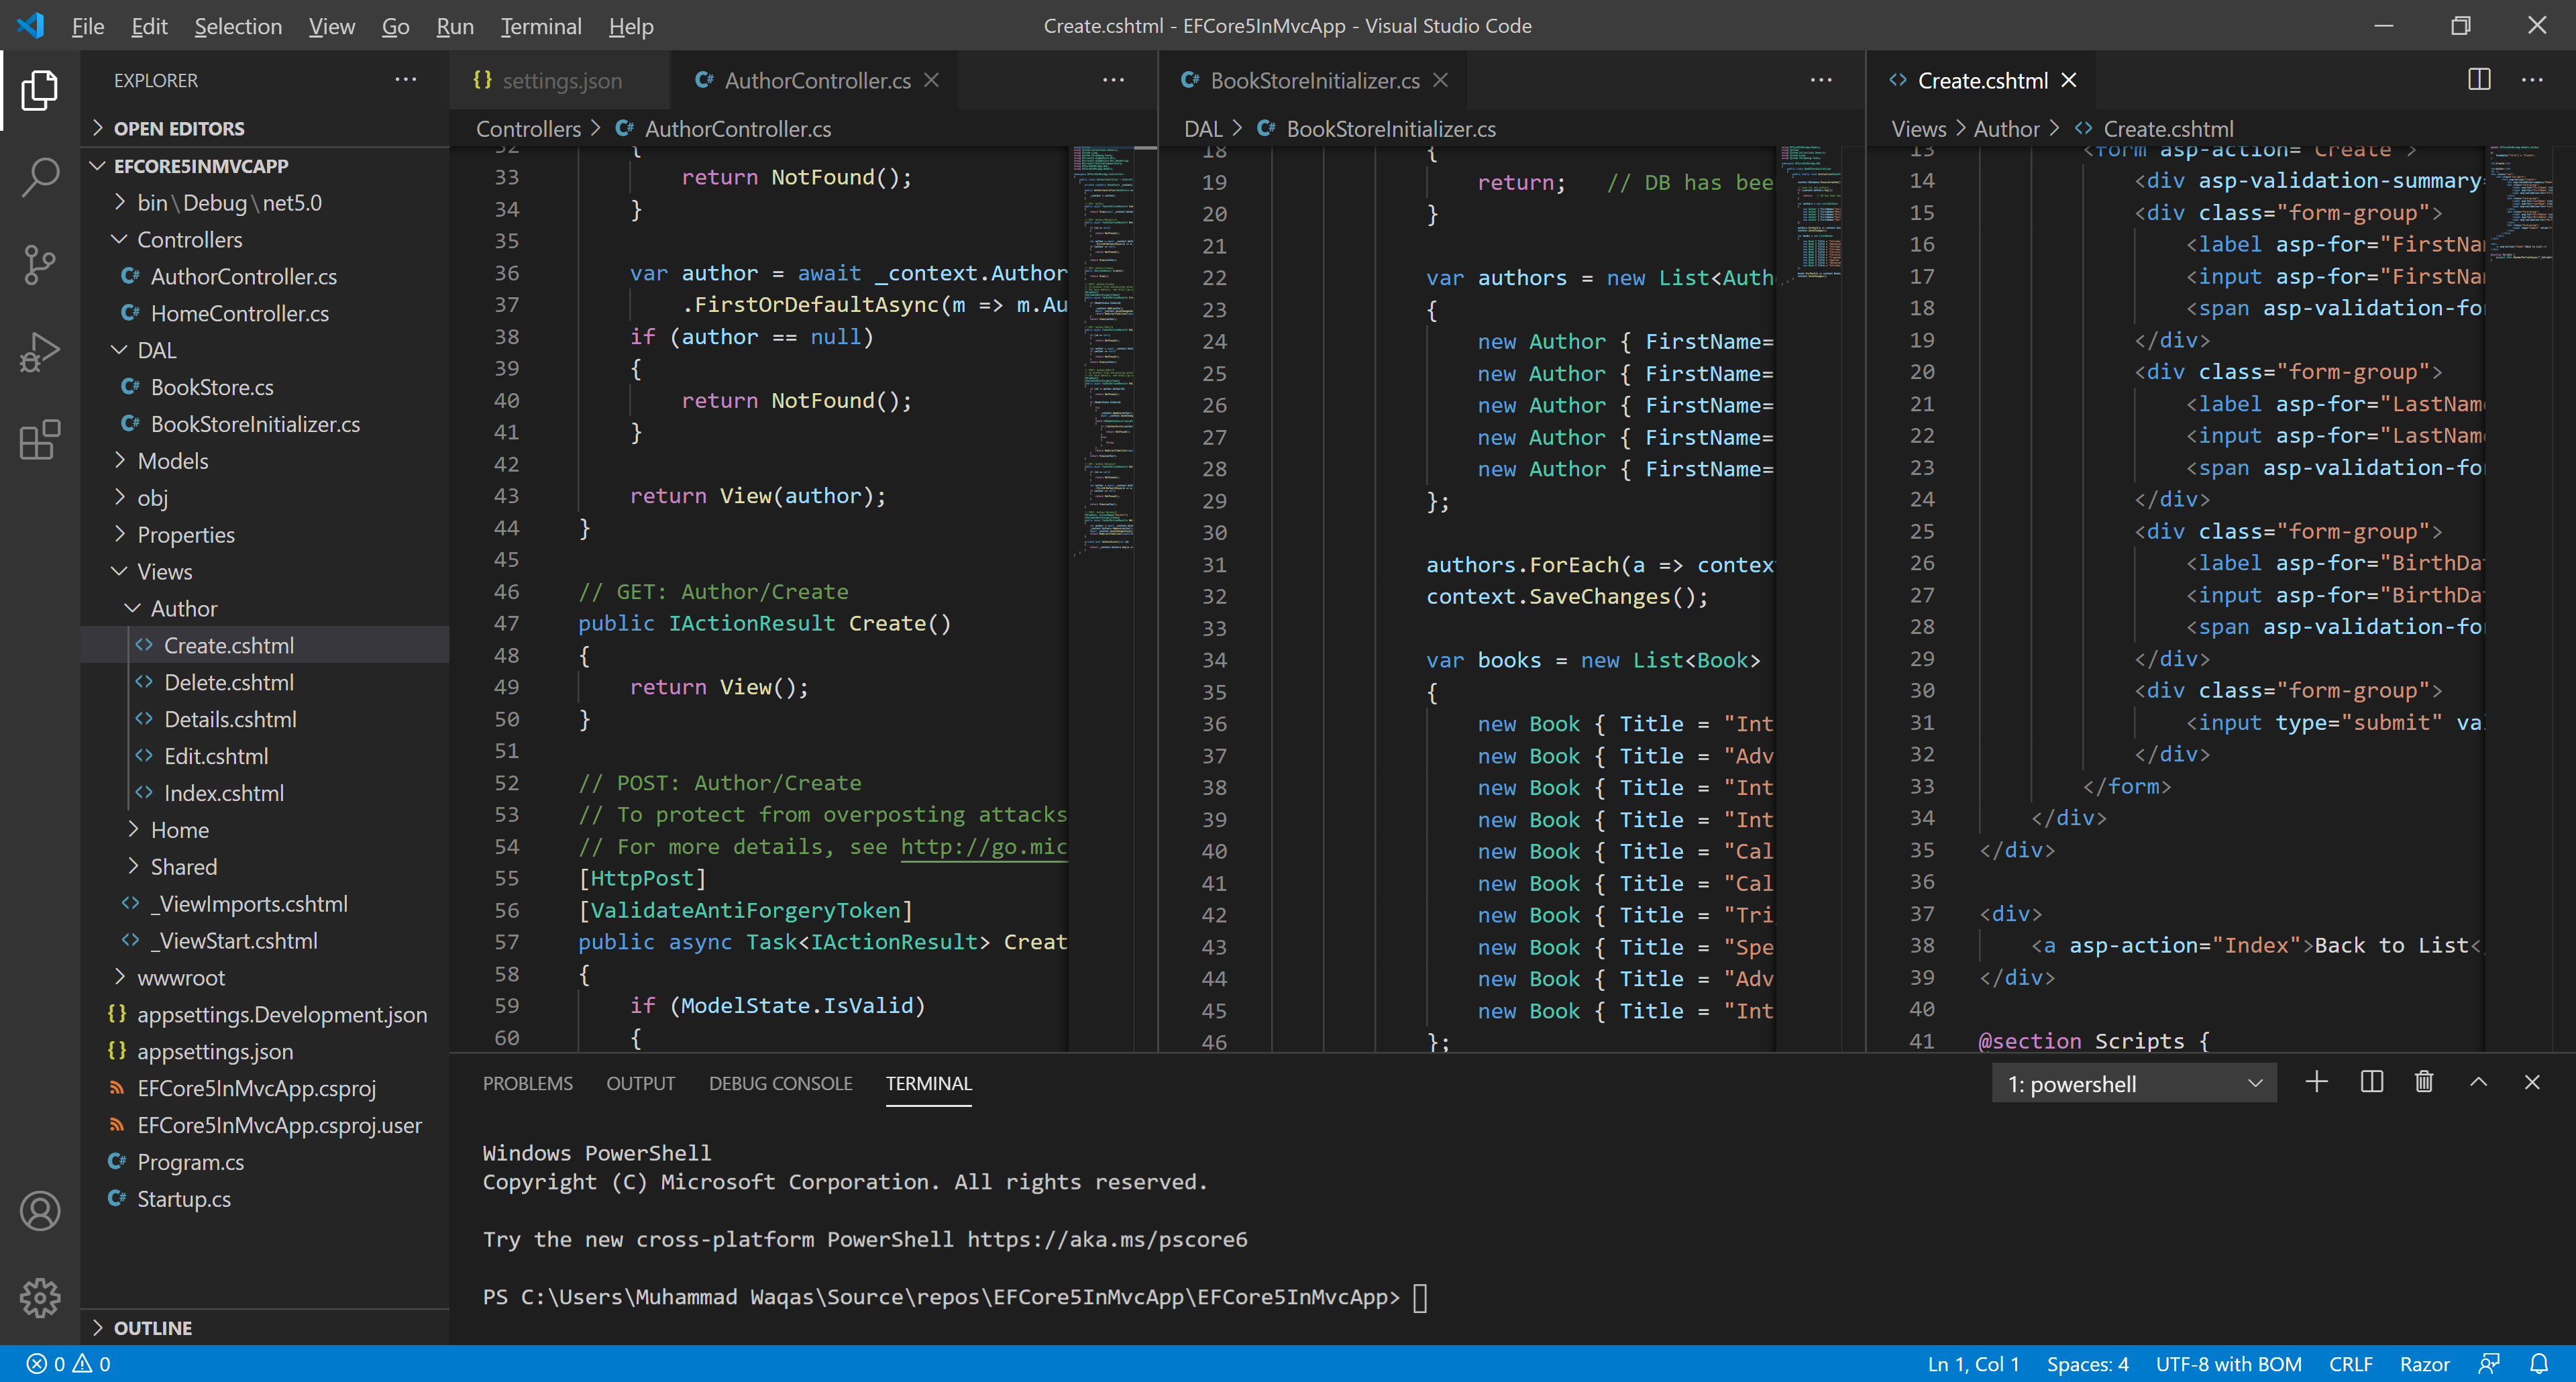 File Edit Selection View Go Run Terminal Help
Create.cshtml - EFCore5InMvcApp - Visual Studio Code
EXPLORER
OPEN EDITORS
EFCORE5INMVCAPP
bin\Debug\net5.0
Controllers
AuthorController.cs
HomeController.cs
DAL
BookStore.cs
BookStoreInitializer.cs
Models
obj
Properties
Views
Author
Create.cshtml
Delete.cshtml
Details.cshtml
Edit.cshtml
Index.cshtml
Home
Shared
_ViewImports.cshtml
_ViewStart.cshtml
wwwroot
appsettings.Development.json
appsettings.json
EFCore5InMvcApp.csproj
EFCore5InMvcApp.csproj.user
Program.cs
Startup.cs
OUTLINE
settings.json
AuthorController.cs
Controllers > AuthorController.cs
32 {
33 return NotFound();
34 }
35
36 var author = await _context.Author
37 .FirstOrDefaultAsync(m => m.Au
38 if (author == null)
39 {
40 return NotFound();
41 }
42
43 return View(author);
44 }
45
46 // GET: Author/Create
47 public IActionResult Create()
48 {
49 return View();
50 }
51
52 // POST: Author/Create
53 // To protect from overposting attacks
54 // For more details, see http://go.mic
55 [HttpPost]
56 [ValidateAntiForgeryToken]
57 public async Task<IActionResult> Creat
58 {
59 if (ModelState.IsValid)
60 {
BookStoreInitializer.cs
DAL > BookStoreInitializer.cs
18 {
19 return; // DB has bee
20 }
21
22 var authors = new List<Auth
23 {
24 new Author { FirstName=
25 new Author { FirstName=
26 new Author { FirstName=
27 new Author { FirstName=
28 new Author { FirstName=
29 };
30
31 authors.ForEach(a => contex
32 context.SaveChanges();
33
34 var books = new List<Book>
35 {
36 new Book { Title = "Int
37 new Book { Title = "Adv
38 new Book { Title = "Int
39 new Book { Title = "Int
40 new Book { Title = "Cal
41 new Book { Title = "Cal
42 new Book { Title = "Tri
43 new Book { Title = "Spe
44 new Book { Title = "Adv
45 new Book { Title = "Int
46 };
Create.cshtml
Views > Author > Create.cshtml
13 <form asp-action="Create">
14 <div asp-validation-summary=
15 <div class="form-group">
16 <label asp-for="FirstNam
17 <input asp-for="FirstNam
18 <span asp-validation-for
19 </div>
20 <div class="form-group">
21 <label asp-for="LastName
22 <input asp-for="LastName
23 <span asp-validation-for
24 </div>
25 <div class="form-group">
26 <label asp-for="BirthDat
27 <input asp-for="BirthDat
28 <span asp-validation-for
29 </div>
30 <div class="form-group">
31 <input type="submit" val
32 </div>
33 </form>
34 </div>
35 </div>
36
37 <div>
38 <a asp-action="Index">Back to List</
39 </div>
40
41 @section Scripts {
PROBLEMS OUTPUT DEBUG CONSOLE TERMINAL
1: powershell
Windows PowerShell
Copyright (C) Microsoft Corporation. All rights reserved.
Try the new cross-platform PowerShell https://aka.ms/pscore6
PS C:\Users\Muhammad Waqas\Source\repos\EFCore5InMvcApp\EFCore5InMvcApp>
0 0
Ln 1, Col 1 Spaces: 4 UTF-8 with BOM CRLF Razor